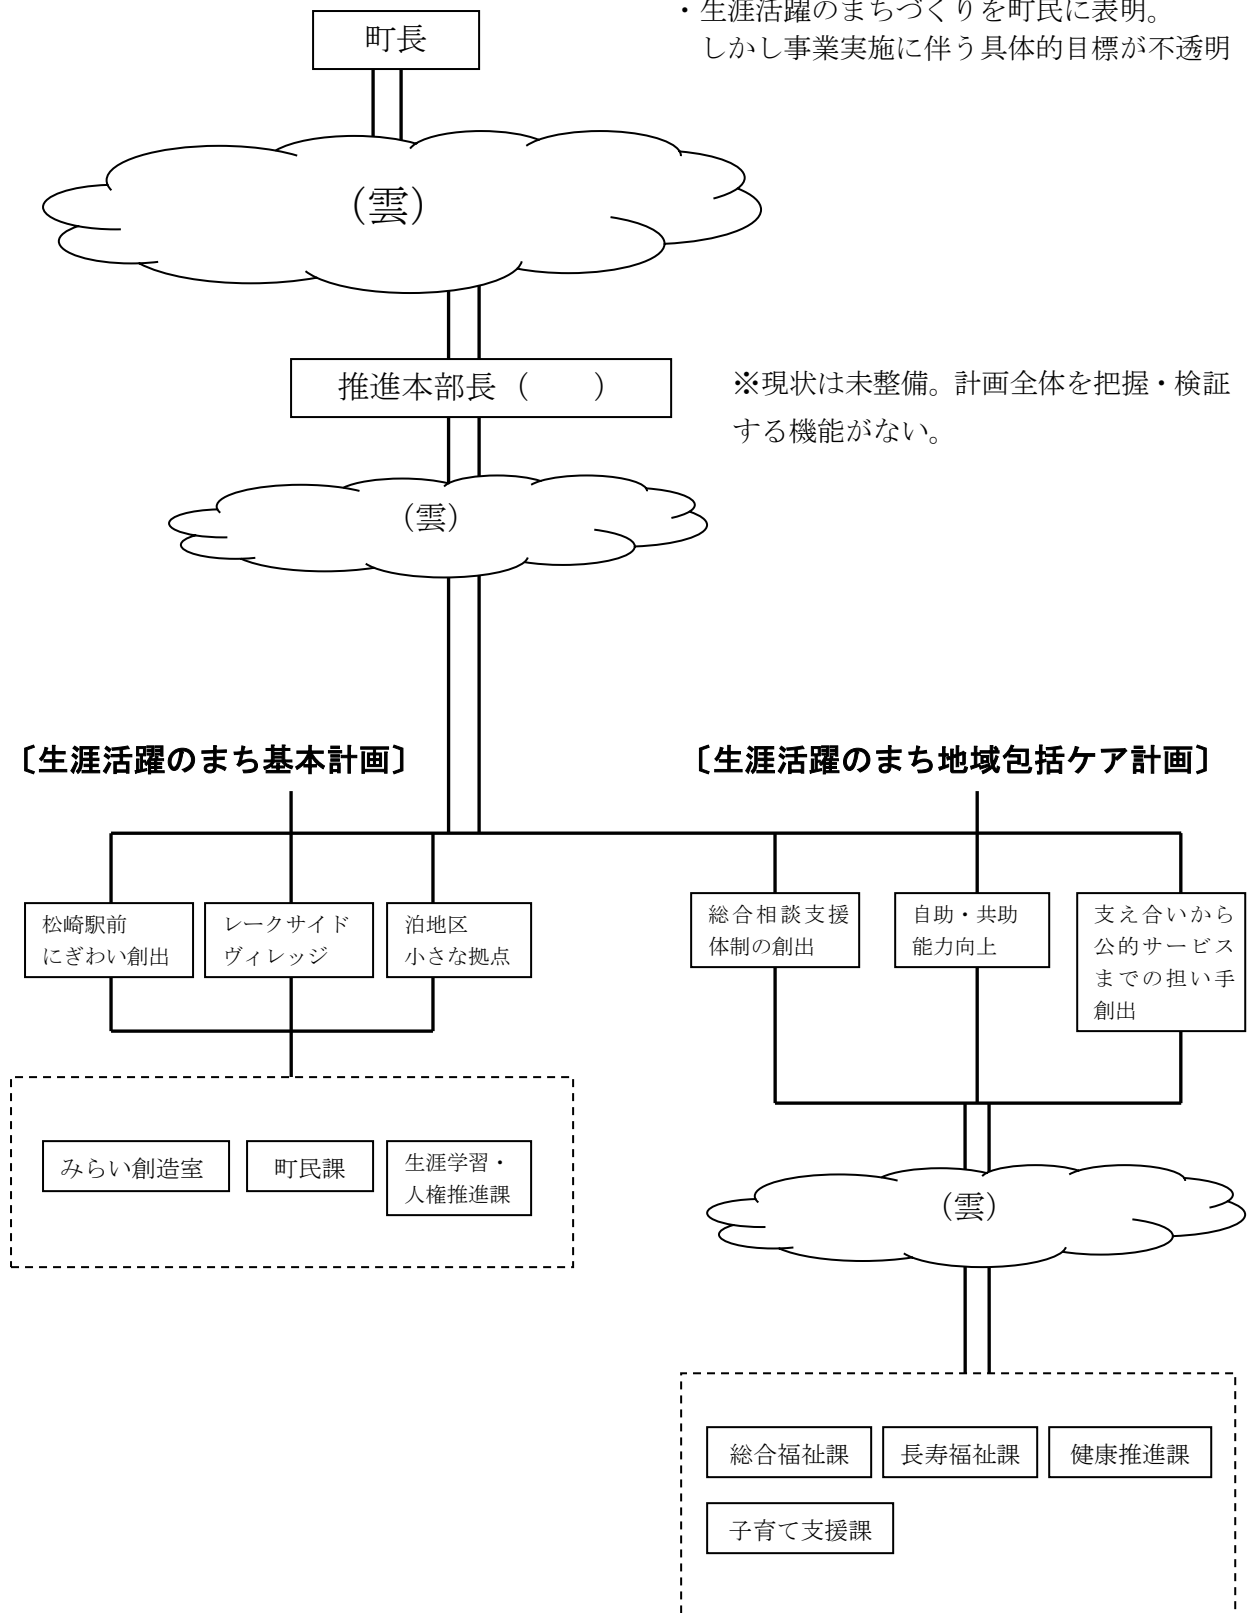 ・生涯活躍のまちづくりを町民に表明。
しかし事業実施に伴う具体的目標が不透明
町長
（雲）
推進本部長（　　）
※現状は未整備。計画全体を把握・検証
する機能がない。
（雲）
〔生涯活躍のまち基本計画〕
〔生涯活躍のまち地域包括ケア計画〕
松崎駅前
にぎわい創出
レークサイド
ヴィレッジ
泊地区
小さな拠点
総合相談支援
体制の創出
自助・共助
能力向上
支え合いから
公的サービス
までの担い手
創出
みらい創造室
町民課
生涯学習・
人権推進課
（雲）
総合福祉課
長寿福祉課
健康推進課
子育て支援課